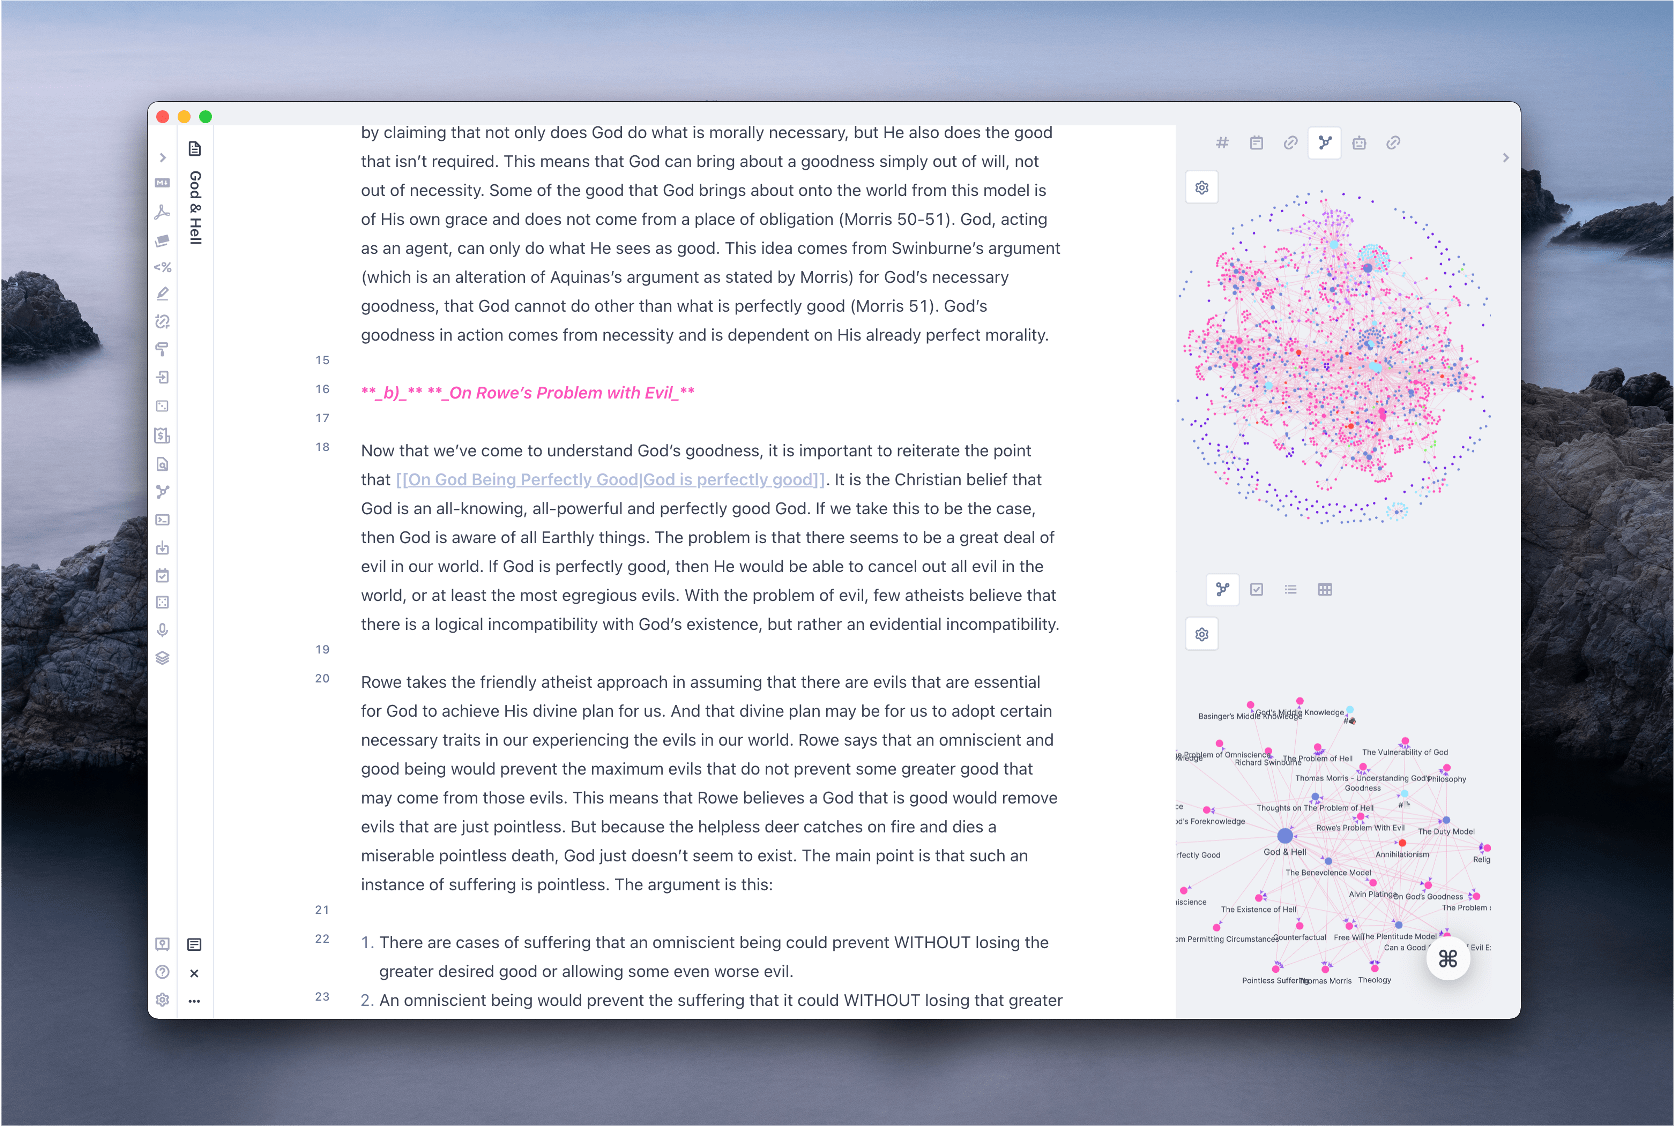 God & Hell
by claiming that not only does God do what is morally necessary, but He also does the good
that isn’t required. This means that God can bring about a goodness simply out of will, not
out of necessity. Some of the good that God brings about onto the world from this model is
of His own grace and does not come from a place of obligation (Morris 50-51). God, acting
as an agent, can only do what He sees as good. This idea comes from Swinburne’s argument
(which is an alteration of Aquinas’s argument as stated by Morris) for God’s necessary
goodness, that God cannot do other than what is perfectly good (Morris 51). God’s
goodness in action comes from necessity and is dependent on His already perfect morality.
15
16 **_b)_** **_On Rowe’s Problem with Evil_**
17
18 Now that we’ve come to understand God’s goodness, it is important to reiterate the point
that [[On God Being Perfectly Good|God is perfectly good]]. It is the Christian belief that
God is an all-knowing, all-powerful and perfectly good God. If we take this to be the case,
then God is aware of all Earthly things. The problem is that there seems to be a great deal of
evil in our world. If God is perfectly good, then He would be able to cancel out all evil in the
world, or at least the most egregious evils. With the problem of evil, few atheists believe that
there is a logical incompatibility with God’s existence, but rather an evidential incompatibility.
19
20 Rowe takes the friendly atheist approach in assuming that there are evils that are essential
for God to achieve His divine plan for us. And that divine plan may be for us to adopt certain
necessary traits in our experiencing the evils in our world. Rowe says that an omniscient and
good being would prevent the maximum evils that do not prevent some greater good that
may come from those evils. This means that Rowe believes a God that is good would remove
evils that are just pointless. But because the helpless deer catches on fire and dies a
miserable pointless death, God just doesn’t seem to exist. The main point is that such an
instance of suffering is pointless. The argument is this:
21
22 1. There are cases of suffering that an omniscient being could prevent WITHOUT losing the
greater desired good or allowing some even worse evil.
23 2. An omniscient being would prevent the suffering that it could WITHOUT losing that greater
God's Middle Knowledge
Basinger's Middle Knowledge
The Vulnerability of God
Problem of Omniscience
The Problem of Hell
Richard Swinburne
Thomas Morris - Understanding God's
Goodness
Philosophy
Thoughts on The Problem of Hell
d's Foreknowledge
Rowe's Problem With Evil
The Duty Model
God & Hell
rfectly Good
Annihilationism
Relig
The Benevolence Model
Alvin Plantinga
On God's Goodness
niscience
The Existence of Hell
The Problem
om Permitting Circumstances
Counterfactual
Free Will
The Plentitude Model
Can a Good
Evil E
Pointless Suffering
Thomas Morris
Theology